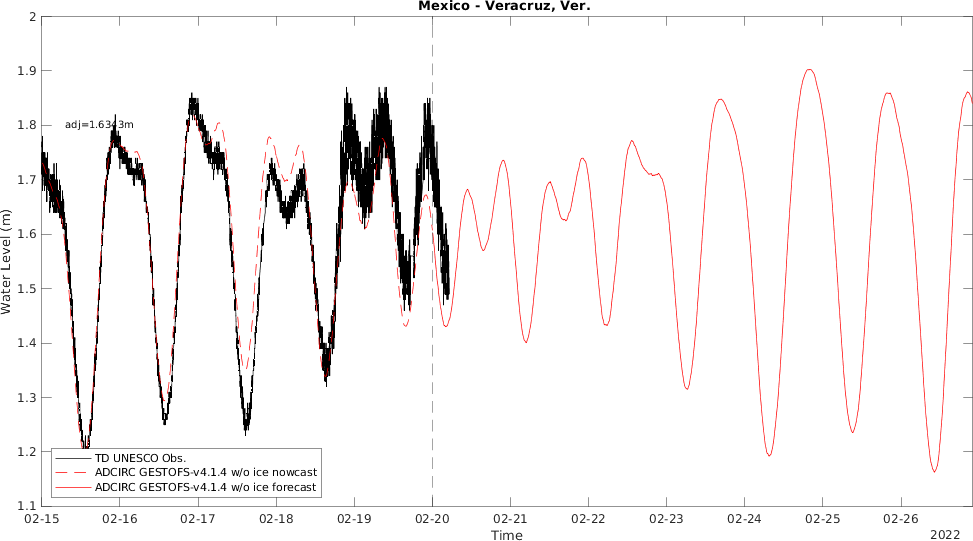 Mexico - Veracruz, Ver.
2
1.9
1.8
1.7
1.6
1.5
1.4
1.3
1.2
1.1
Water Level (m)
adj=1.6343m
TD UNESCO Obs.
ADCIRC GESTOFS-v4.1.4 w/o ice nowcast
ADCIRC GESTOFS-v4.1.4 w/o ice forecast
02-15 02-16 02-17 02-18 02-19 02-20 02-21 02-22 02-23 02-24 02-25 02-26
Time
2022